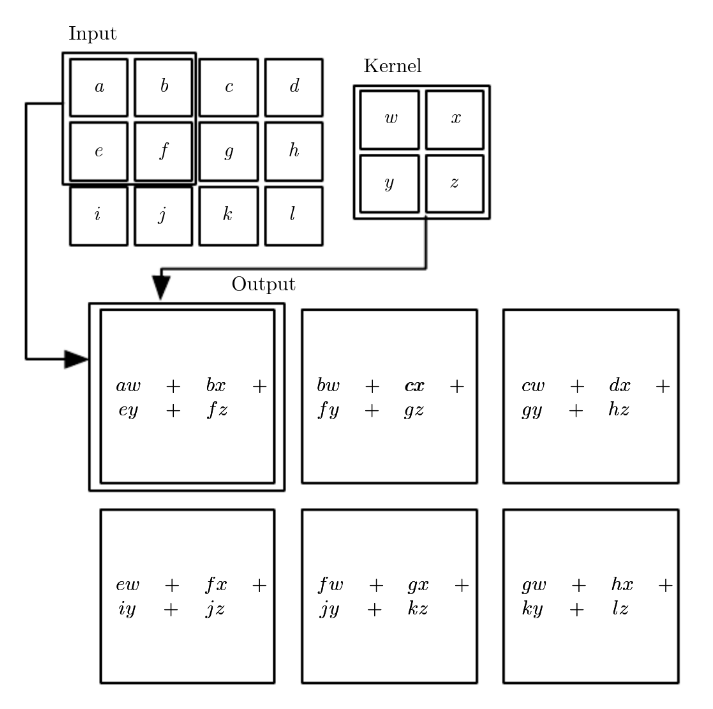 Input
Kernel
a b c d
e f g h
i j k l
w x
y z
Output
aw + bx +
ey + fz
bw + cx +
fy + gz
cw + dx +
gy + hz
ew + fx +
iy + jz
fw + gx +
jy + kz
gw + hx +
ky + lz